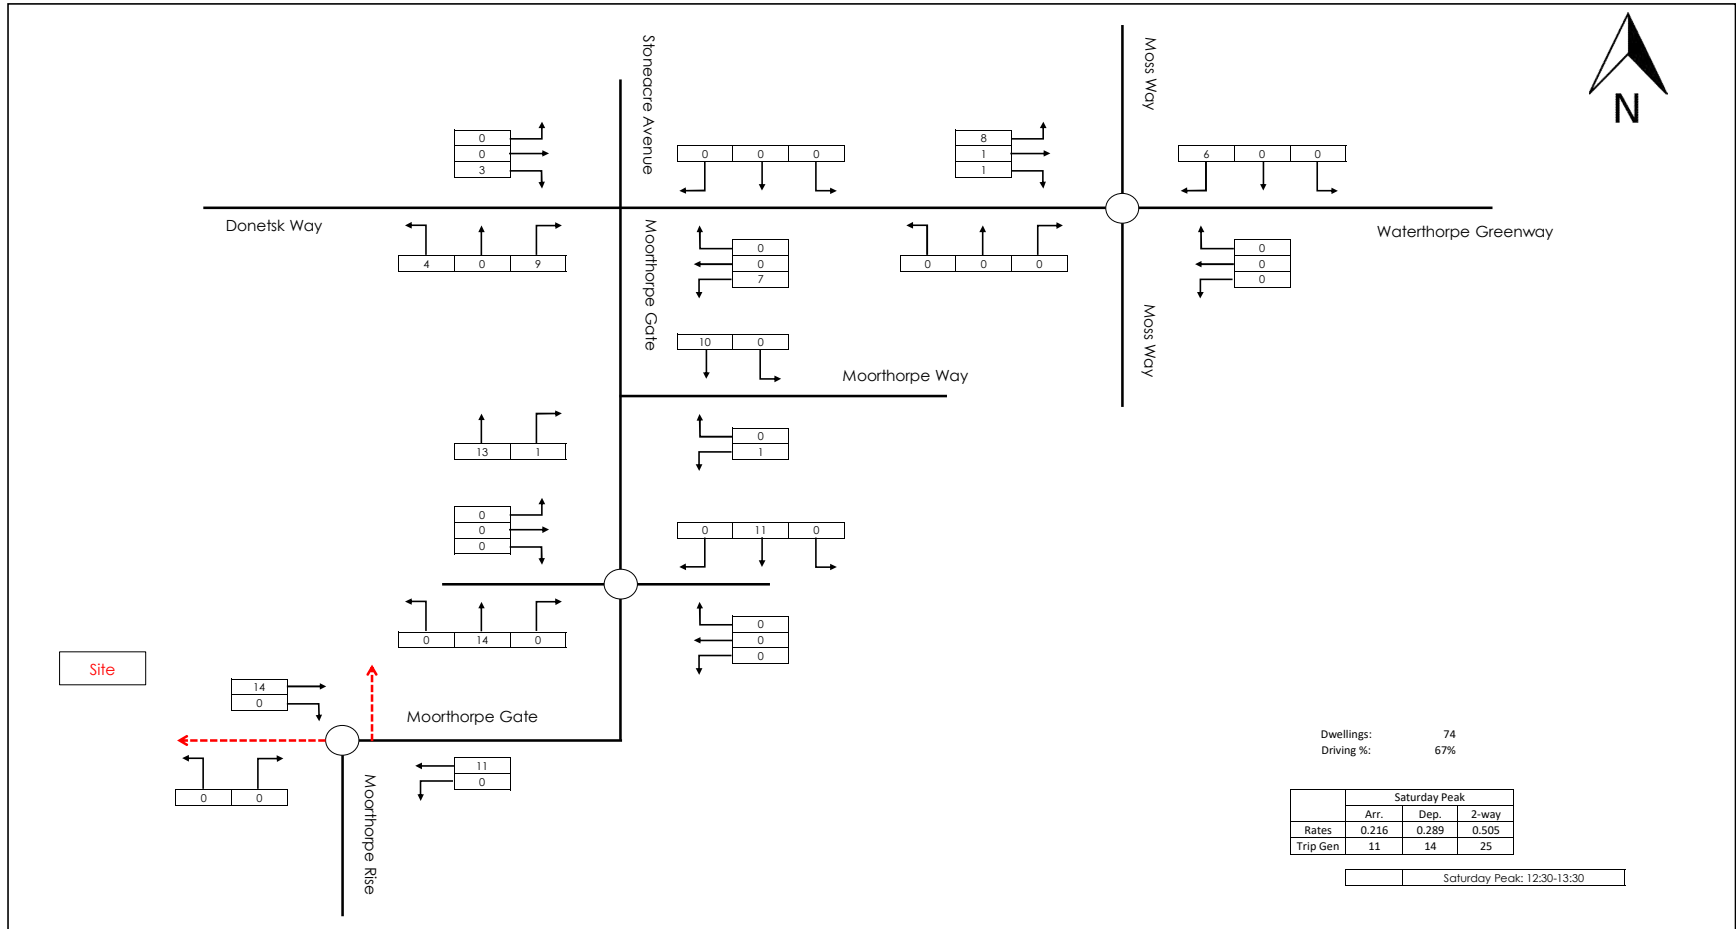 Stoneacre Avenue
Moss Way
N
0
0
3
0 0 0
8
1
1
6 0 0
Donetsk Way
Moorthorpe Gate
Waterthorpe Greenway
4 0 9
0
0
7
0 0 0
0
0
0
Moss Way
10 0
Moorthorpe Way
13 1
0
1
0
0
0
0 11 0
0 14 0
0
0
0
Site
14
0
Moorthorpe Gate
11
0
0 0
Moorthorpe Rise
Dwellings: 74
Driving %: 67%
Saturday Peak
Arr. Dep. 2-way
Rates 0.216 0.289 0.505
Trip Gen 11 14 25
Saturday Peak: 12:30-13:30